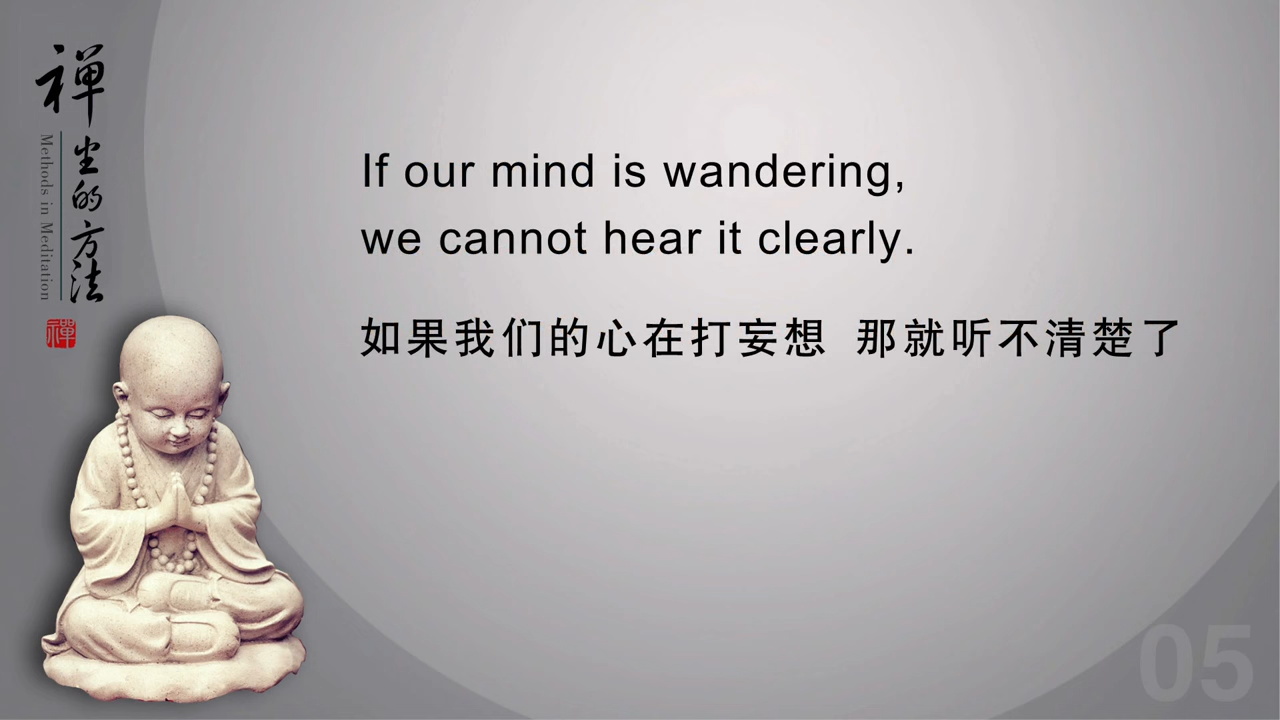 禅坐的方法
Methods in Meditation
禪
If our mind is wandering,
we cannot hear it clearly.
如果我们的心在打妄想 那就听不清楚了
05